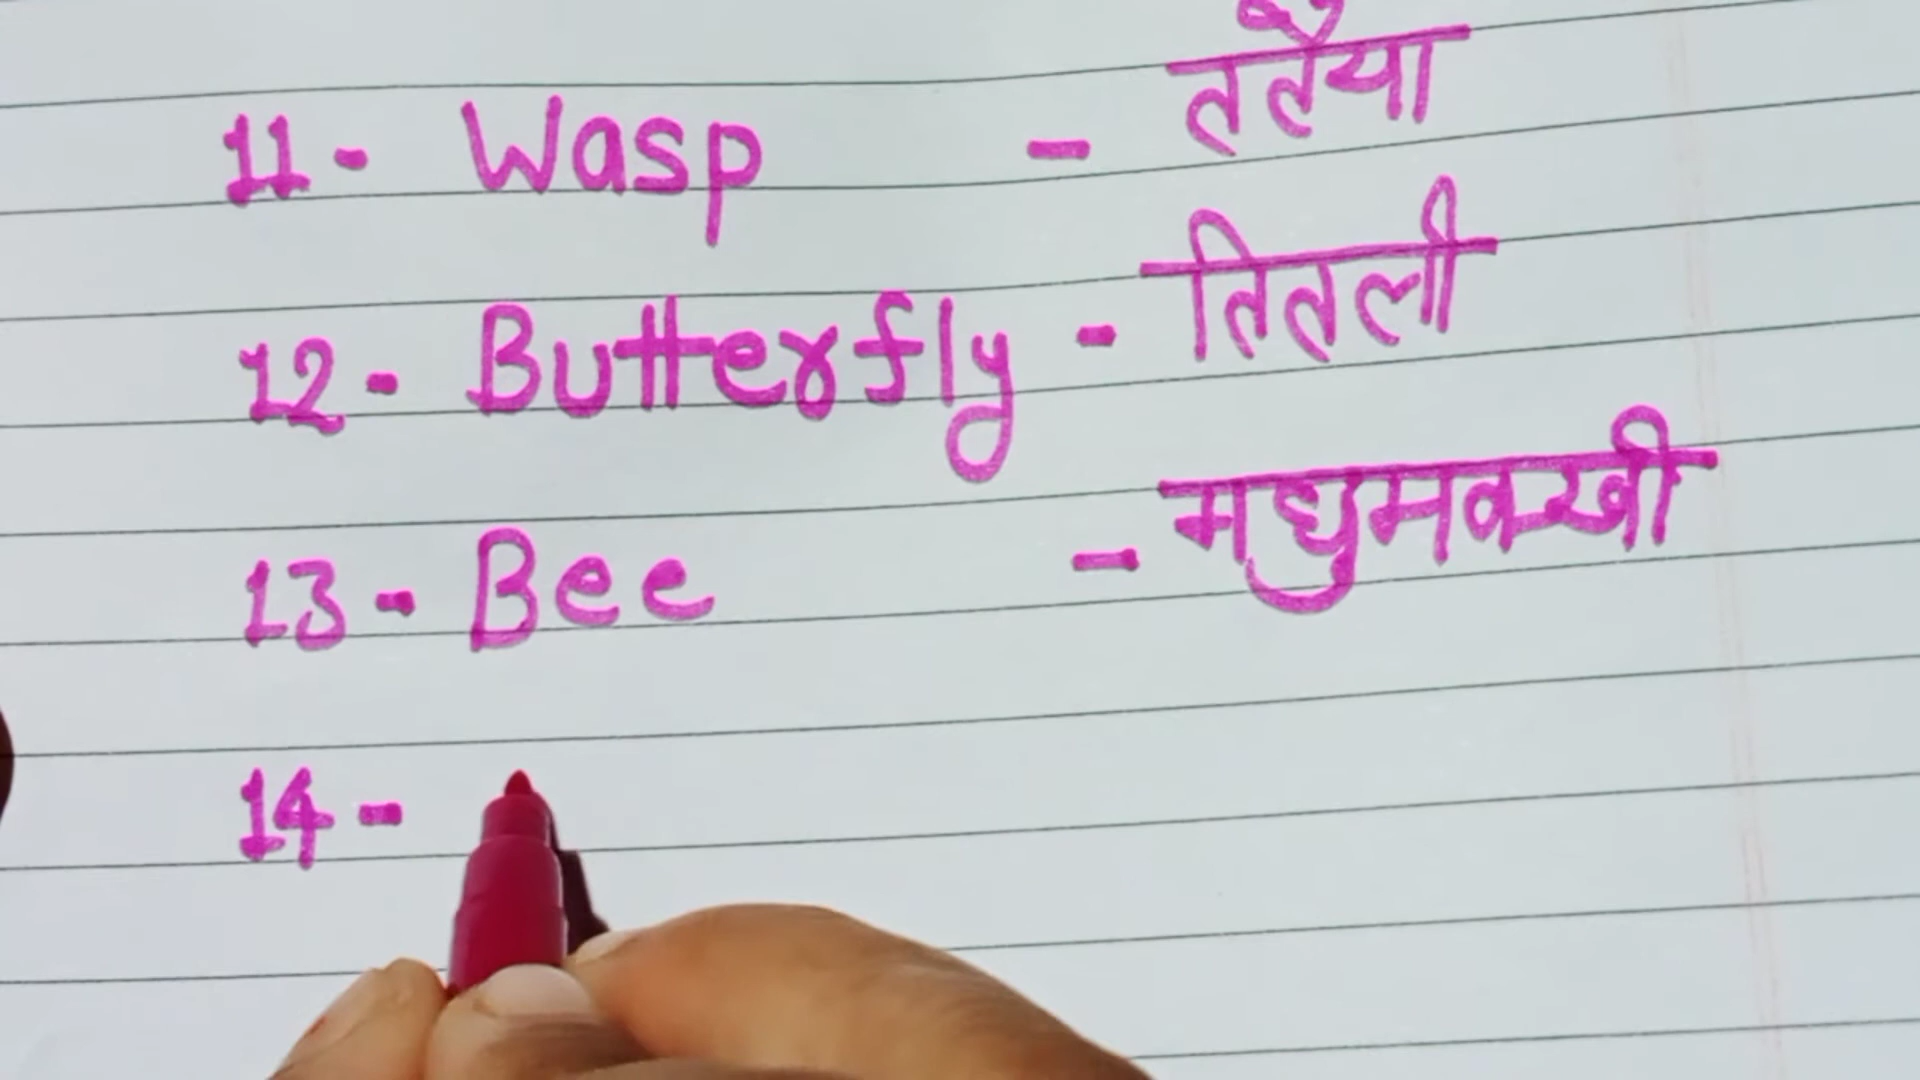 11- Wasp - ततैया
12- Butterfly - तितली
13- Bee - मधुमक्खी
14-